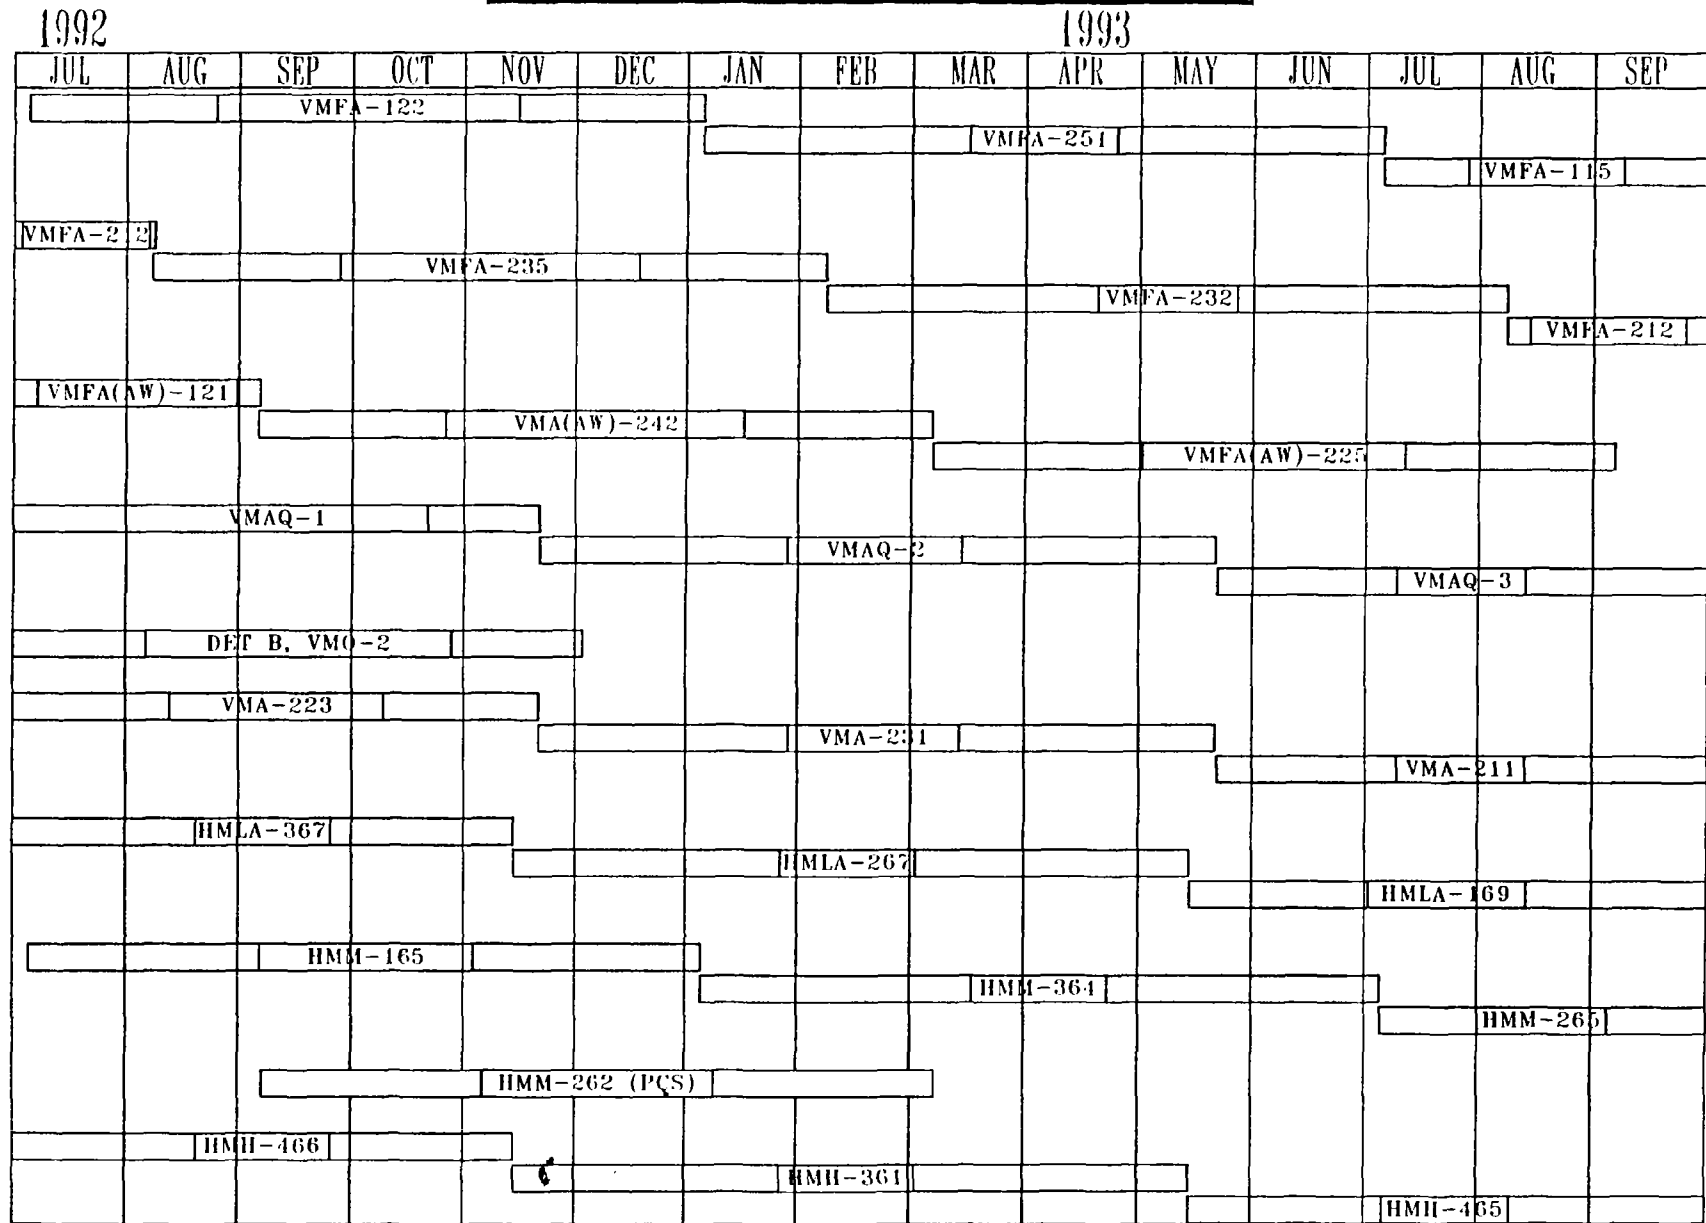 1992 1993
JUL AUG SEP OCT NOV DEC JAN FEB MAR APR MAY JUN JUL AUG SEP
VMFA-122
VMFA-251
VMFA-115
VMFA-212
VMFA-235
VMFA-232
VMFA-212
VMFA(AW)-121
VMA(AW)-242
VMFA(AW)-225
VMAQ-1
VMAQ-2
VMAQ-3
DET B, VMO-2
VMA-223
VMA-231
VMA-211
HMLA-367
HMLA-267
HMLA-169
HMM-165
HMM-364
HMM-265
HMM-262 (PCS)
HMH-466
HMH-361
HMH-465